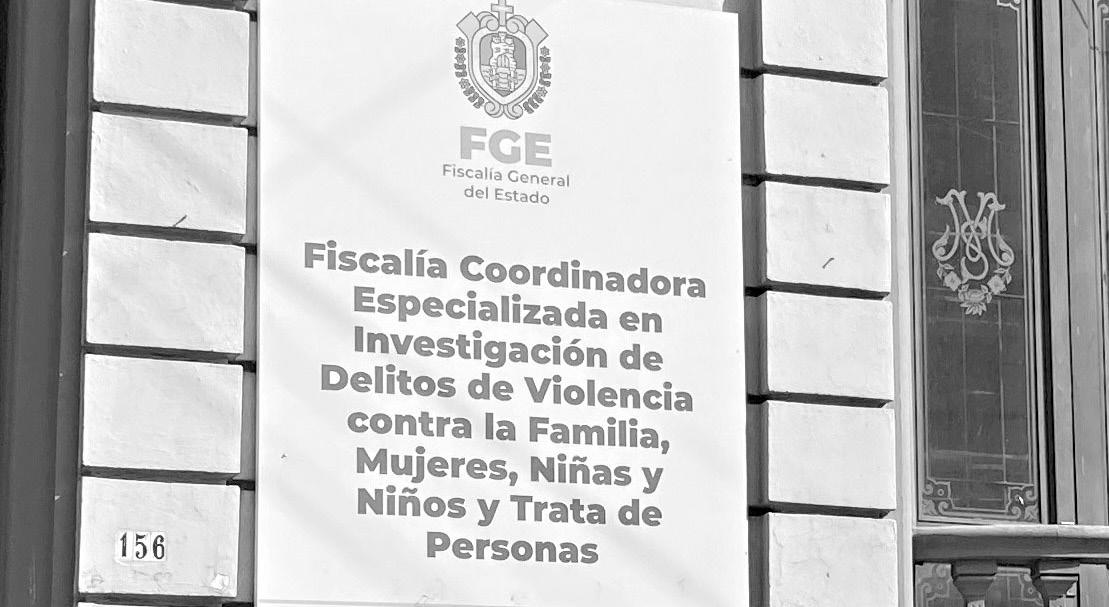 FGE
Fiscalía General
del Estado
Fiscalía Coordinadora
Especializada en
Investigación de
Delitos de Violencia
contra la Familia,
Mujeres, Niñas y
Niños y Trata de
Personas
156